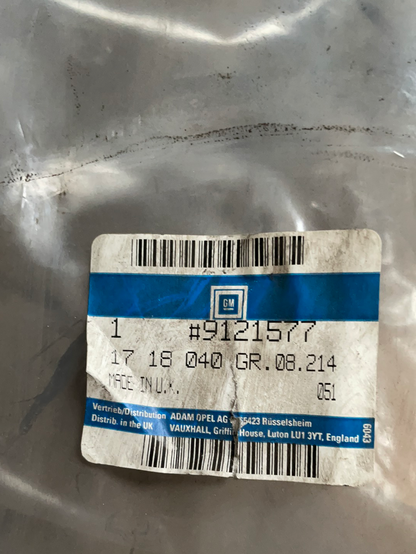 GM
1 #9121577
17 18 040 GR.08.214
MADE IN U.K. 051
Vertrieb/Distribution ADAM OPEL AG 65423 Rüsselsheim
Distrib. in the UK VAUXHALL, Griffin House, Luton LU1 3YT, England
6043